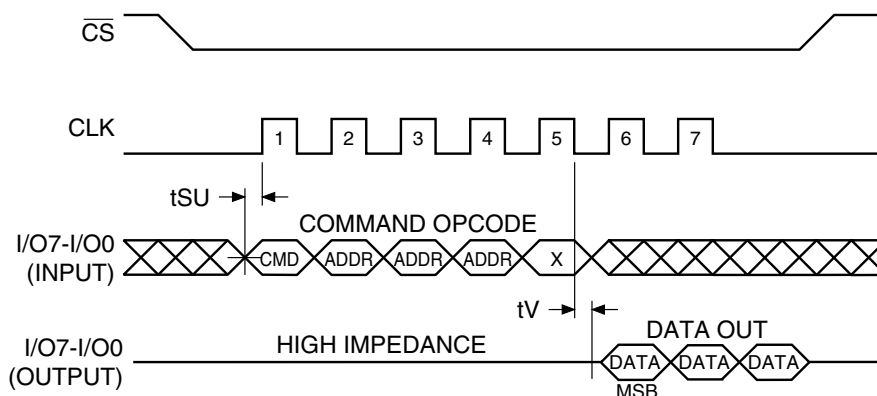 C̅S̅
CLK
1 2 3 4 5 6 7
tSU
COMMAND OPCODE
I/O7-I/O0
(INPUT)
CMD ADDR ADDR ADDR X
tV
DATA OUT
I/O7-I/O0
(OUTPUT)
HIGH IMPEDANCE
DATA DATA DATA
MSB